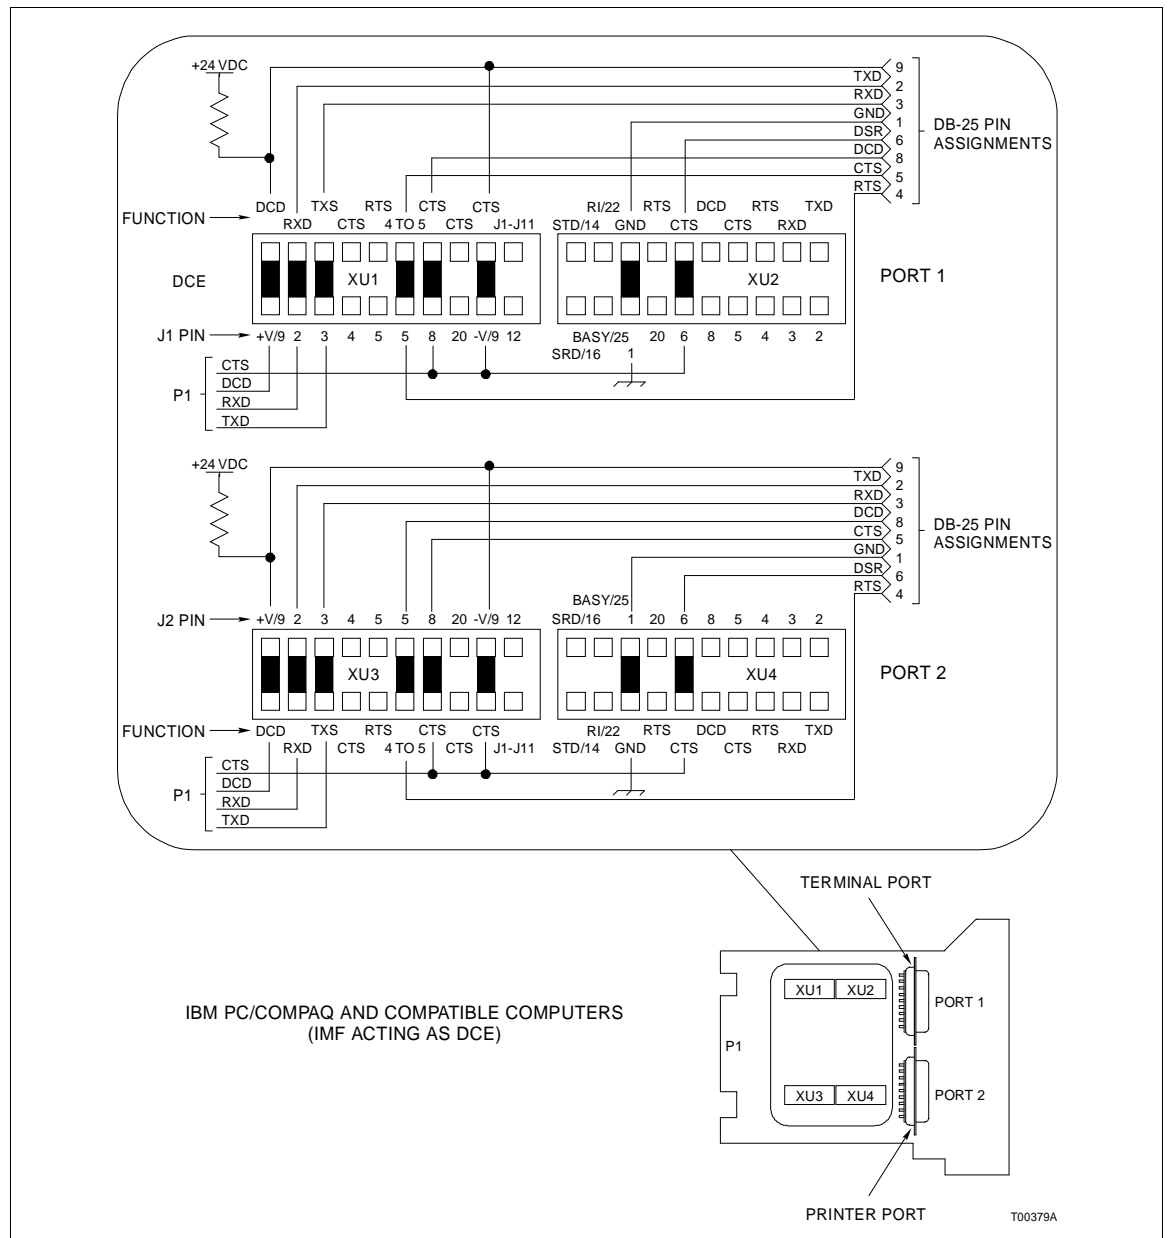 +24 VDC
9
TXD
2
RXD
3
GND
1
DSR
6
DCD
8
CTS
5
RTS
4
DB-25 PIN
ASSIGNMENTS
FUNCTION
DCD TXS RTS CTS CTS
RXD CTS 4 TO 5 CTS J1-J11
RI/22 RTS DCD RTS TXD
STD/14 GND CTS CTS RXD
DCE
XU1
XU2
PORT 1
J1 PIN
+V/9 2 3 4 5 5 8 20 -V/9 12
BASY/25 20 6 8 5 4 3 2
SRD/16 1
P1
CTS
DCD
RXD
TXD
+24 VDC
9
TXD
2
RXD
3
DCD
8
CTS
5
GND
1
DSR
6
RTS
4
DB-25 PIN
ASSIGNMENTS
BASY/25
J2 PIN
+V/9 2 3 4 5 5 8 20 -V/9 12
SRD/16 1 20 6 8 5 4 3 2
XU3
XU4
PORT 2
FUNCTION
DCD TXS RTS CTS CTS
RXD CTS 4 TO 5 CTS J1-J11
RI/22 RTS DCD RTS TXD
STD/14 GND CTS CTS RXD
P1
CTS
DCD
RXD
TXD
TERMINAL PORT
IBM PC/COMPAQ AND COMPATIBLE COMPUTERS
(IMF ACTING AS DCE)
XU1 XU2
PORT 1
P1
XU3 XU4
PORT 2
PRINTER PORT
T00379A